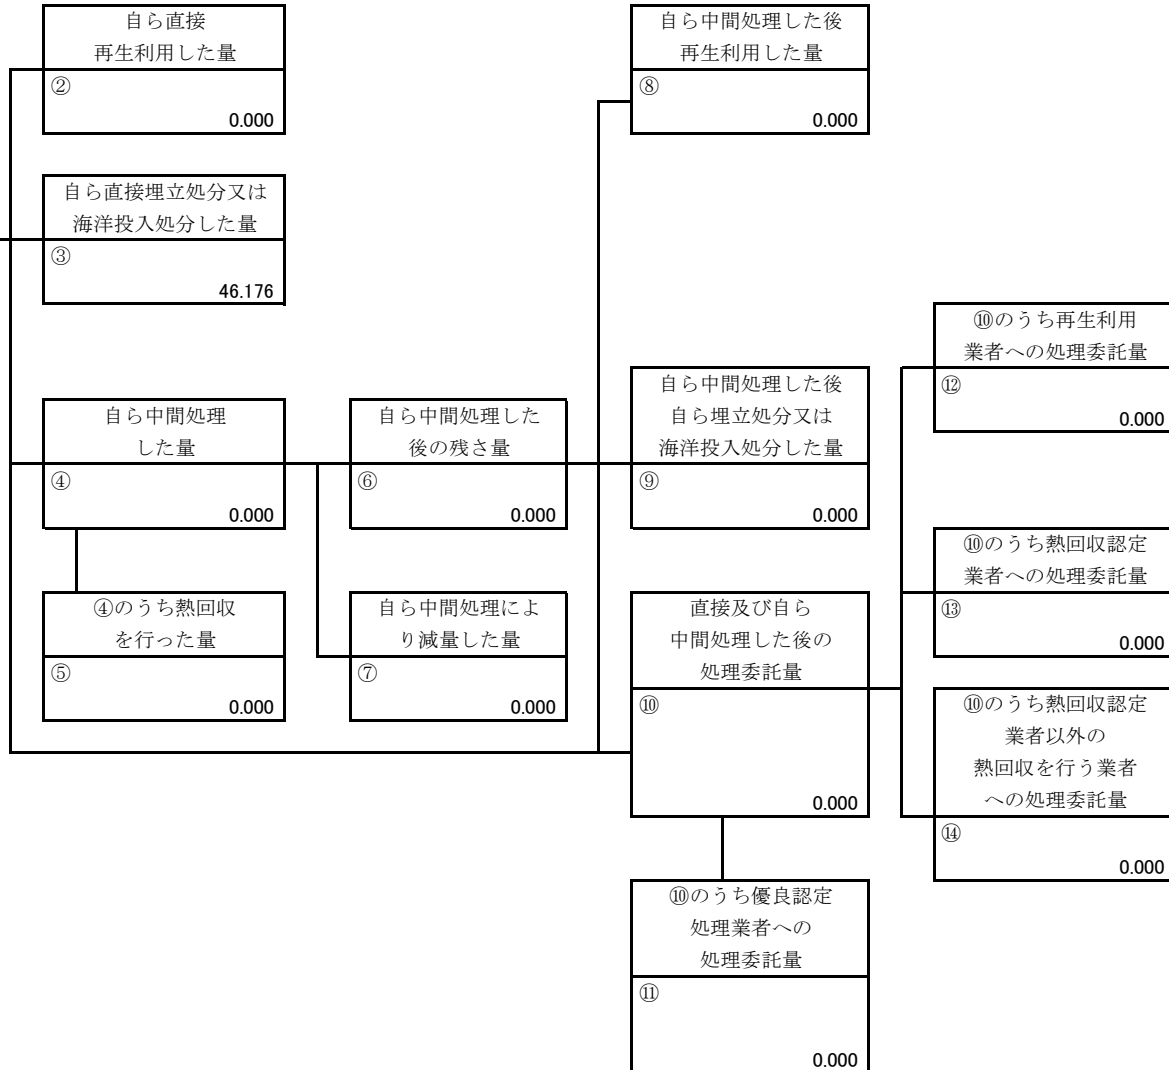 自ら直接
再生利用した量
②
0.000
自ら中間処理した後
再生利用した量
⑧
0.000
自ら直接埋立処分又は
海洋投入処分した量
③
46.176
⑩のうち再生利用
業者への処理委託量
⑫
0.000
自ら中間処理
した量
④
0.000
自ら中間処理した
後の残さ量
⑥
0.000
自ら中間処理した後
自ら埋立処分又は
海洋投入処分した量
⑨
0.000
⑩のうち熱回収認定
業者への処理委託量
⑬
0.000
④のうち熱回収
を行った量
⑤
0.000
自ら中間処理によ
り減量した量
⑦
0.000
直接及び自ら
中間処理した後の
処理委託量
⑩
0.000
⑩のうち熱回収認定
業者以外の
熱回収を行う業者
への処理委託量
⑭
0.000
⑩のうち優良認定
処理業者への
処理委託量
⑪
0.000